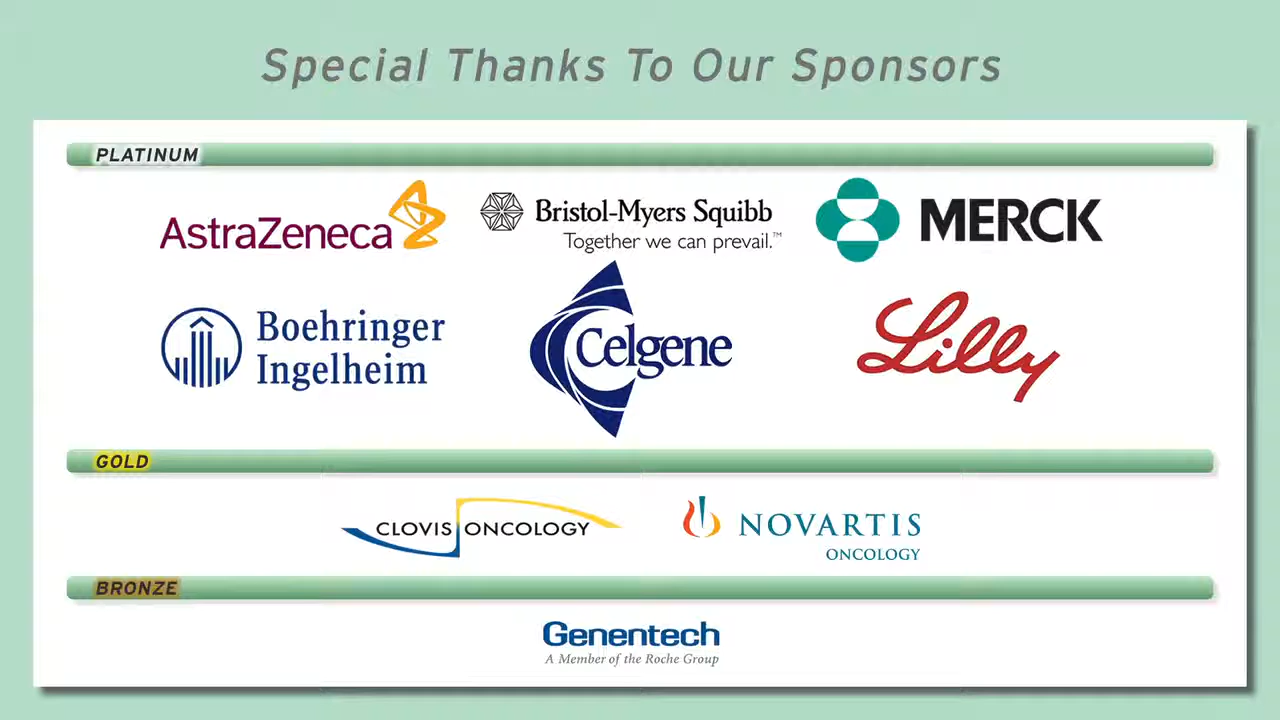 Special Thanks To Our Sponsors
PLATINUM
AstraZeneca
Bristol-Myers Squibb
Together we can prevail.™
MERCK
Boehringer
Ingelheim
Celgene
Lilly
GOLD
CLOVIS ONCOLOGY
NOVARTIS
ONCOLOGY
BRONZE
Genentech
A Member of the Roche Group